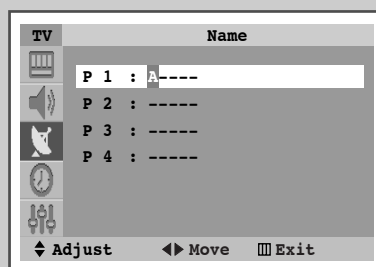 TV Name
P 1 : A----
P 2 : -----
P 3 : -----
P 4 : -----
Adjust Move Exit